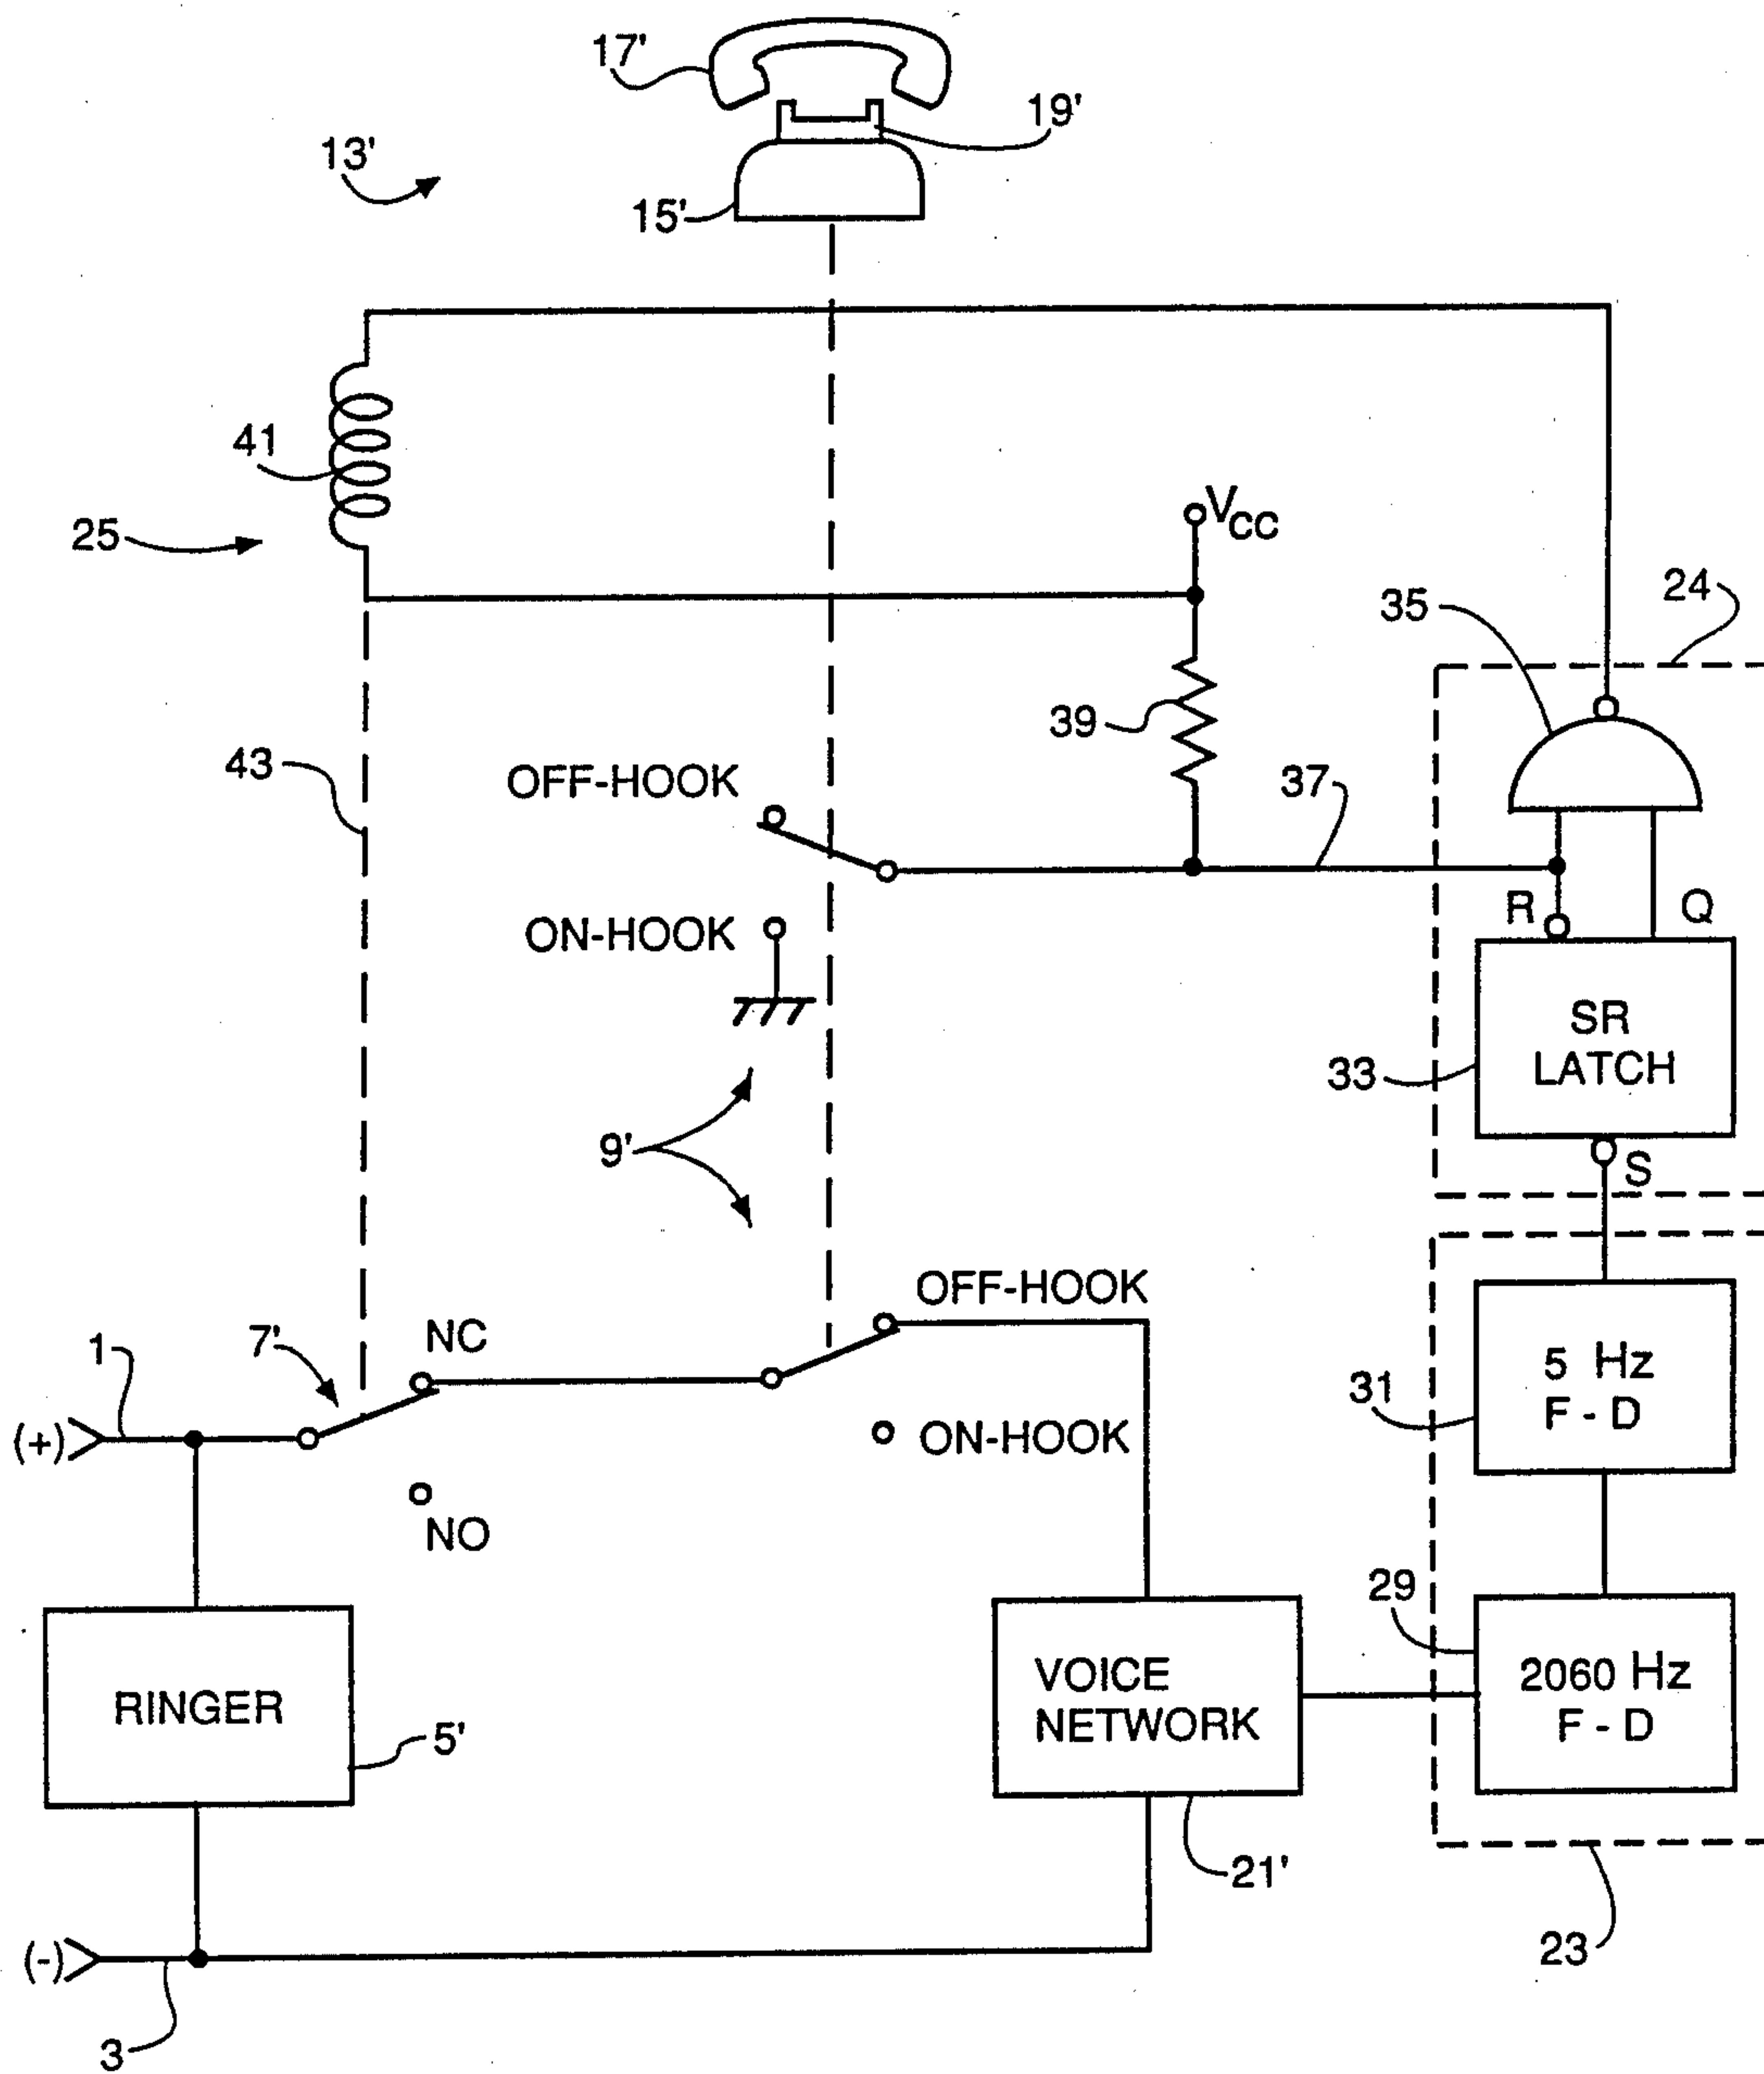 17'
19'
13'
15'
41
25
VCC
24
35
39
43
OFF-HOOK
37
R
Q
ON-HOOK
SR
LATCH
33
9'
S
OFF-HOOK
NC
7'
1
5 Hz
F - D
31
(+)
ON-HOOK
NO
29
2060 Hz
F - D
VOICE
NETWORK
RINGER
5'
21'
23
(-)
3